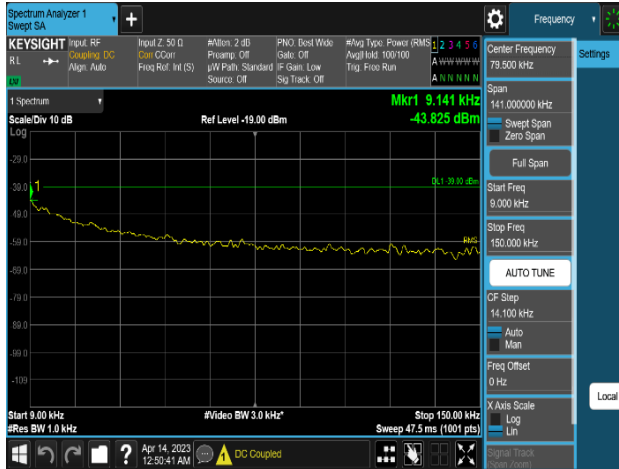 Spectrum Analyzer 1
Swept SA
+
Frequency
KEYSIGHT Input: RF Input Z: 50 Ω #Atten: 2 dB PNO: Best Wide #Avg Type: Power (RMS 1 2 3 4 5 6
RL Coupling: DC Corr CCorr Preamp: Off Gate: Off Avg|Hold: 100/100 A W W W W W
Align: Auto Freq Ref: Int (S) µW Path: Standard IF Gain: Low Trig: Free Run
Source: Off Sig Track: Off A N N N N N
1 Spectrum
Mkr1 9.141 kHz
Scale/Div 10 dB Ref Level -19.00 dBm -43.825 dBm
Log
-29.0
DL1 -39.00 dBm
-39.0 1
-49.0
-59.0 RMS
-69.0
-79.0
-89.0
-99.0
-109
Start 9.00 kHz #Video BW 3.0 kHz* Stop 150.00 kHz
#Res BW 1.0 kHz Sweep 47.5 ms (1001 pts)
Apr 14, 2023
12:50:41 AM
DC Coupled
Center Frequency
79.500 kHz
Settings
Span
141.000000 kHz
Swept Span
Zero Span
Full Span
Start Freq
9.000 kHz
Stop Freq
150.000 kHz
AUTO TUNE
CF Step
14.100 kHz
Auto
Man
Freq Offset
0 Hz
Local
X Axis Scale
Log
Lin
Signal Track
(Span Zoom)